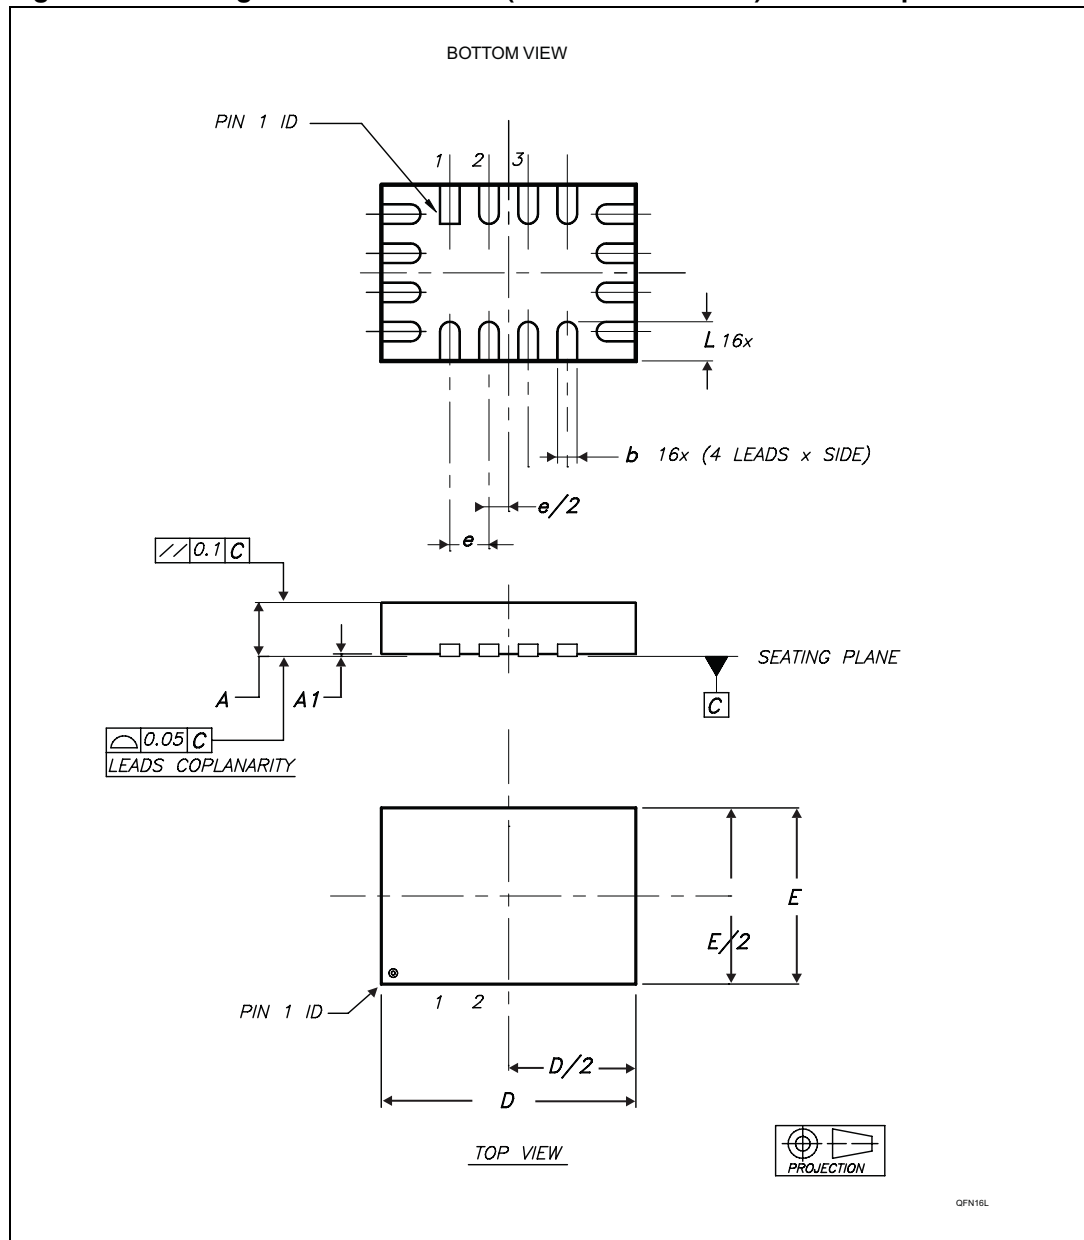 BOTTOM VIEW
PIN 1 ID
1 2 3
L 16x
b 16x (4 LEADS x SIDE)
e/2
e
// 0.1 C
SEATING PLANE
A A1
C
0.05 C
LEADS COPLANARITY
E
E/2
PIN 1 ID
1 2
D/2
D
TOP VIEW
PROJECTION
QFN16L